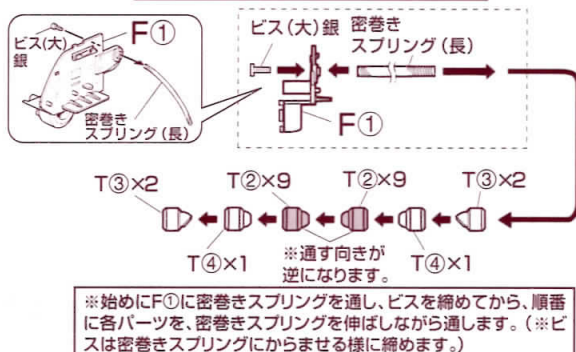 ビス(大)
銀
F①
密巻き
スプリング(長)
ビス(大)銀
密巻き
スプリング(長)
F①
T③×2
T②×9
T②×9
T③×2
T④×1
※通す向きが
逆になります。
T④×1
※始めにF①に密巻きスプリングを通し、ビスを締めてから、順番
に各パーツを、密巻きスプリングを伸ばしながら通します。(※ビ
スは密巻きスプリングにからませる様に締めます。)